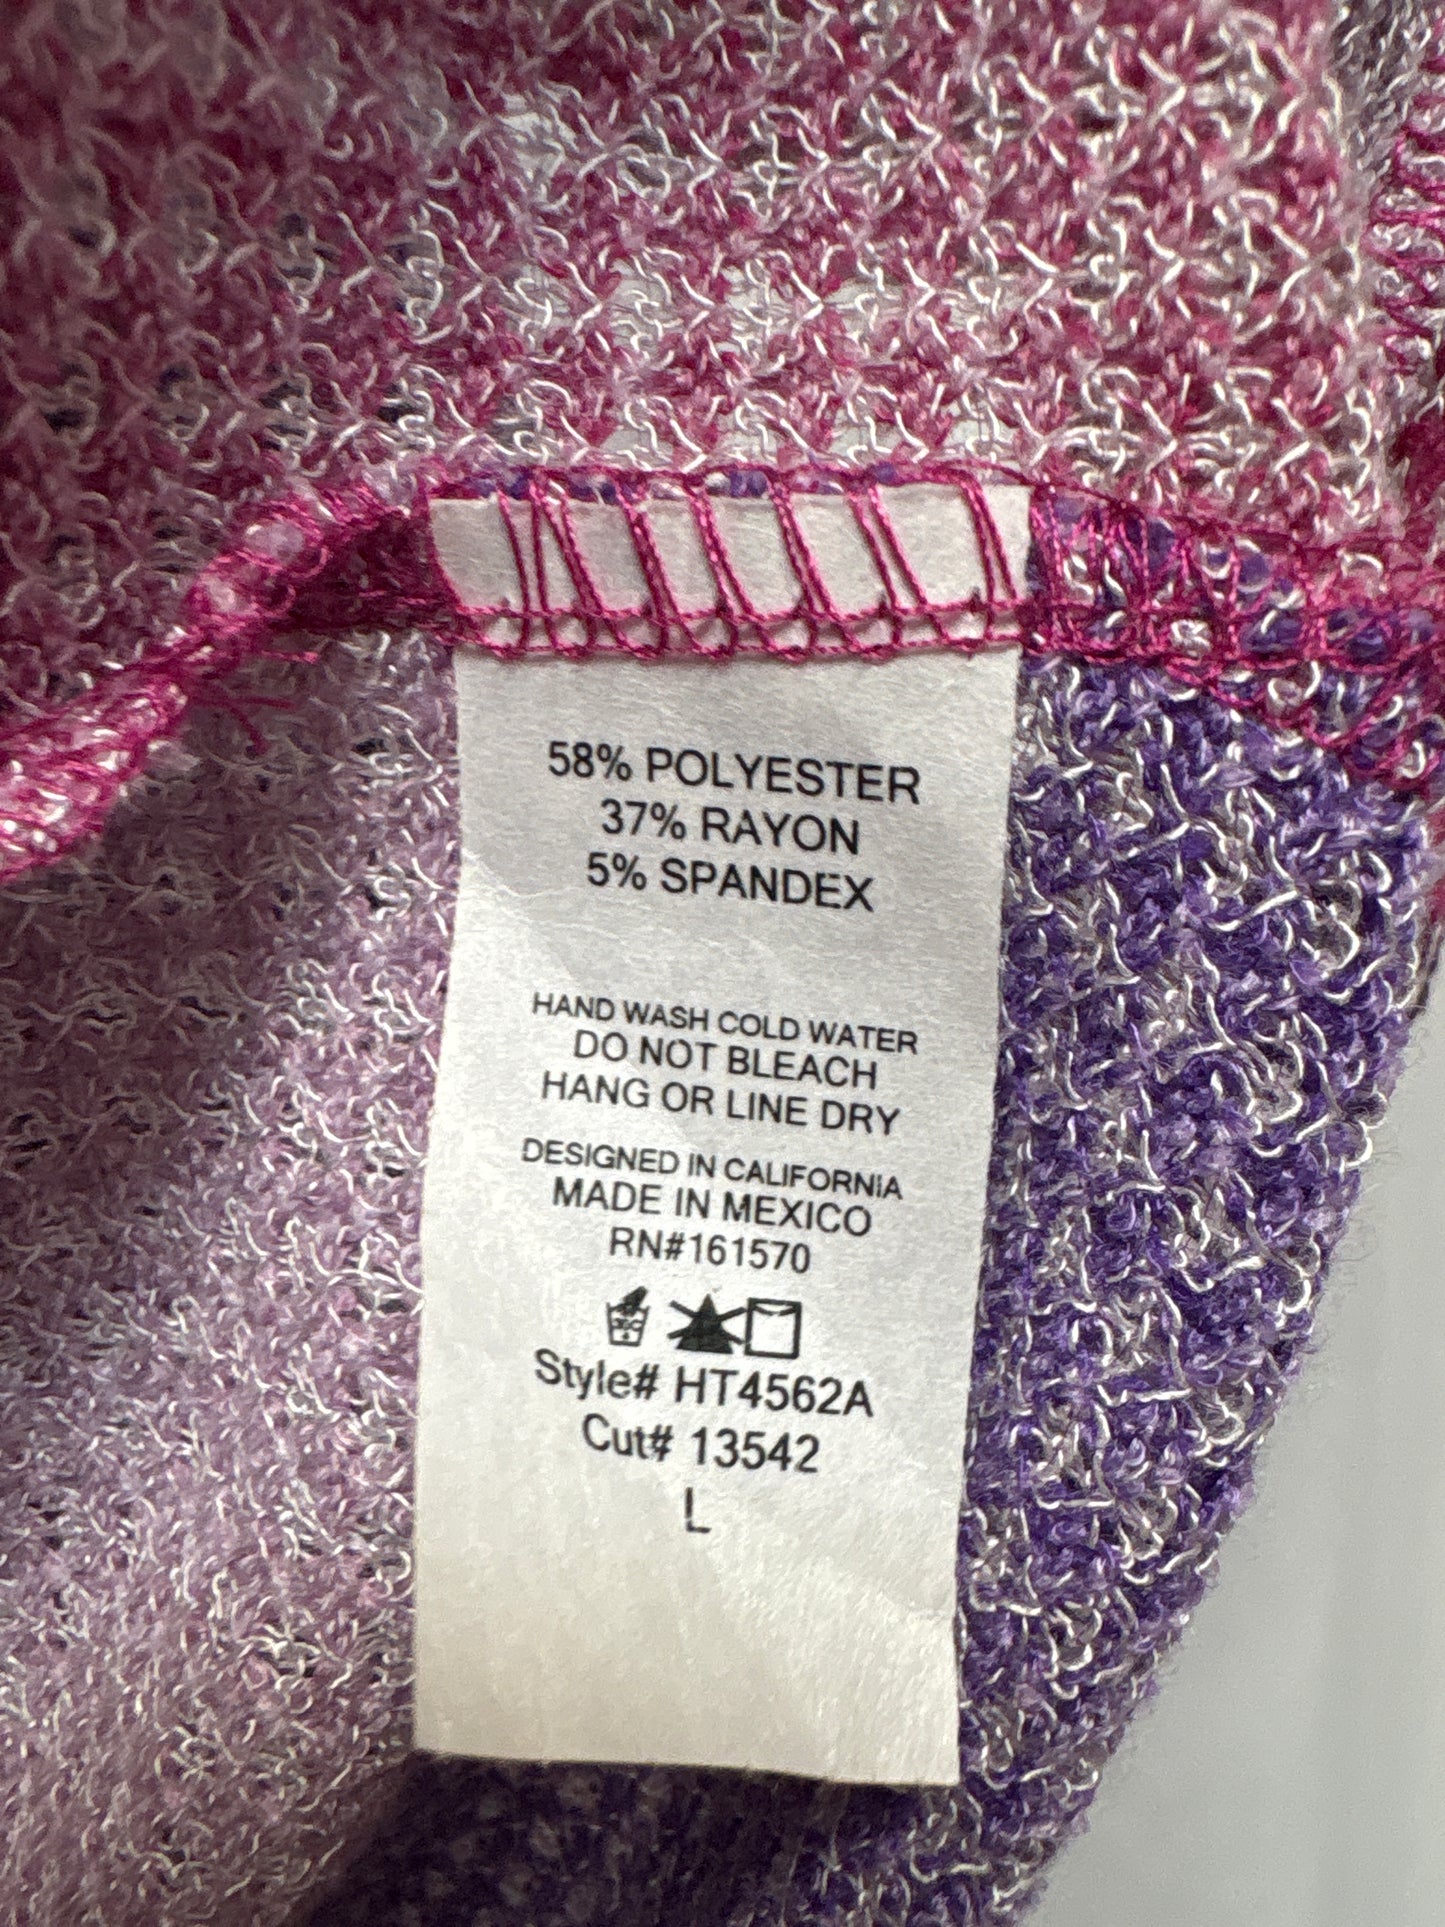 58% POLYESTER
37% RAYON
5% SPANDEX
HAND WASH COLD WATER
DO NOT BLEACH
HANG OR LINE DRY
DESIGNED IN CALIFORNIA
MADE IN MEXICO
RN#161570
Style# HT4562A
Cut# 13542
L